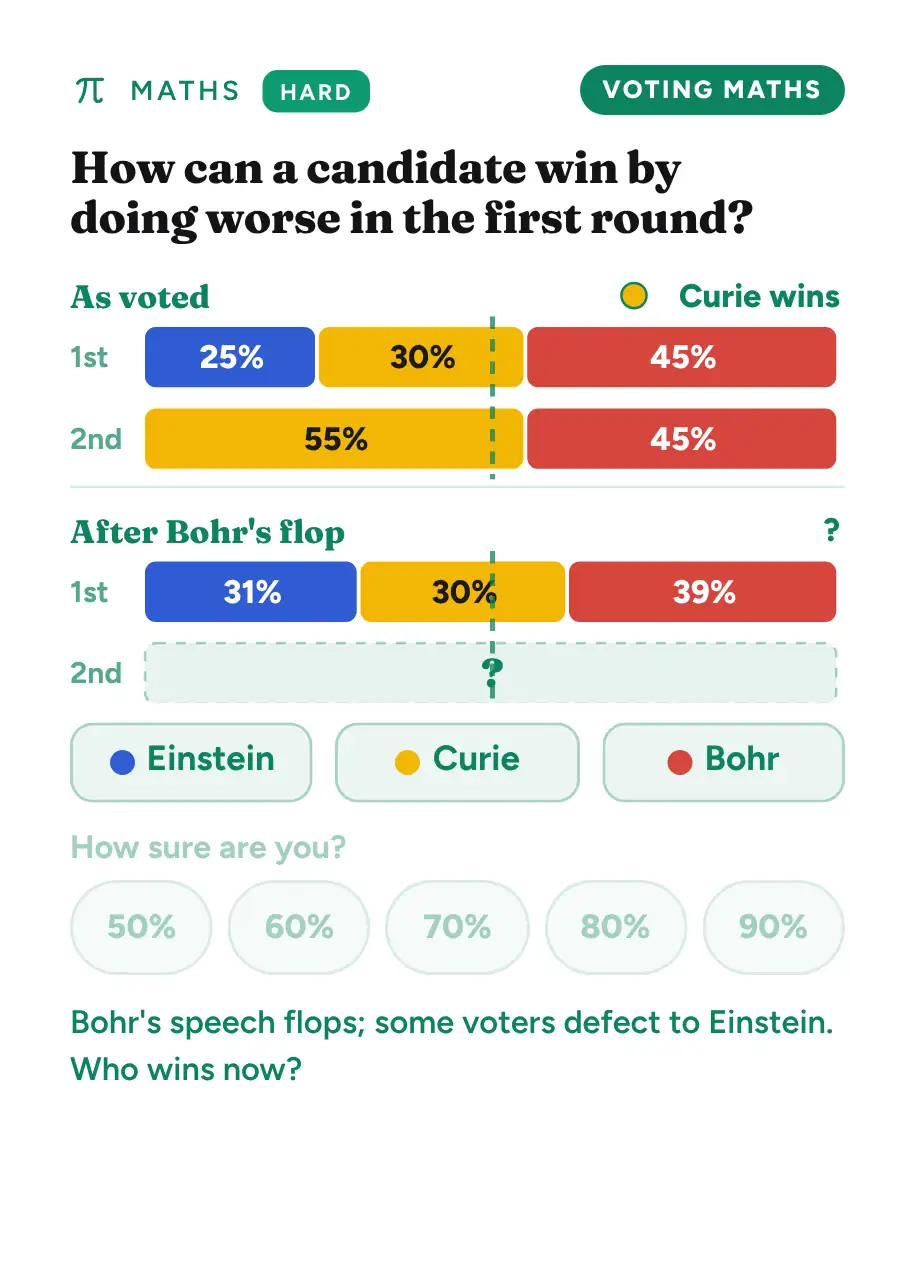 π MATHS HARD VOTING MATHS
How can a candidate win by
doing worse in the first round?
As voted Curie wins
1st 25% 30% 45%
2nd 55% 45%
After Bohr's flop ?
1st 31% 30% 39%
2nd ?
Einstein Curie Bohr
How sure are you?
50% 60% 70% 80% 90%
Bohr's speech flops; some voters defect to Einstein.
Who wins now?